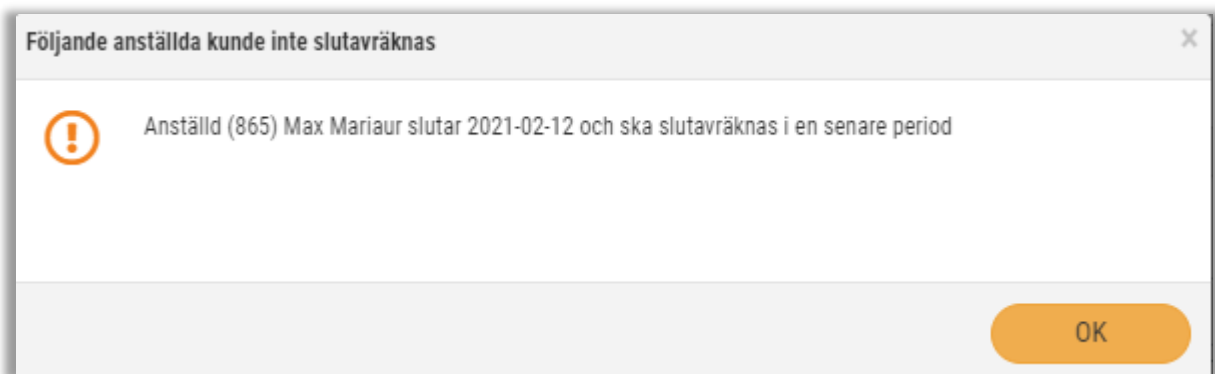 Följande anställda kunde inte slutavräknas
Anställd (865) Max Mariaur slutar 2021-02-12 och ska slutavräknas i en senare period
OK